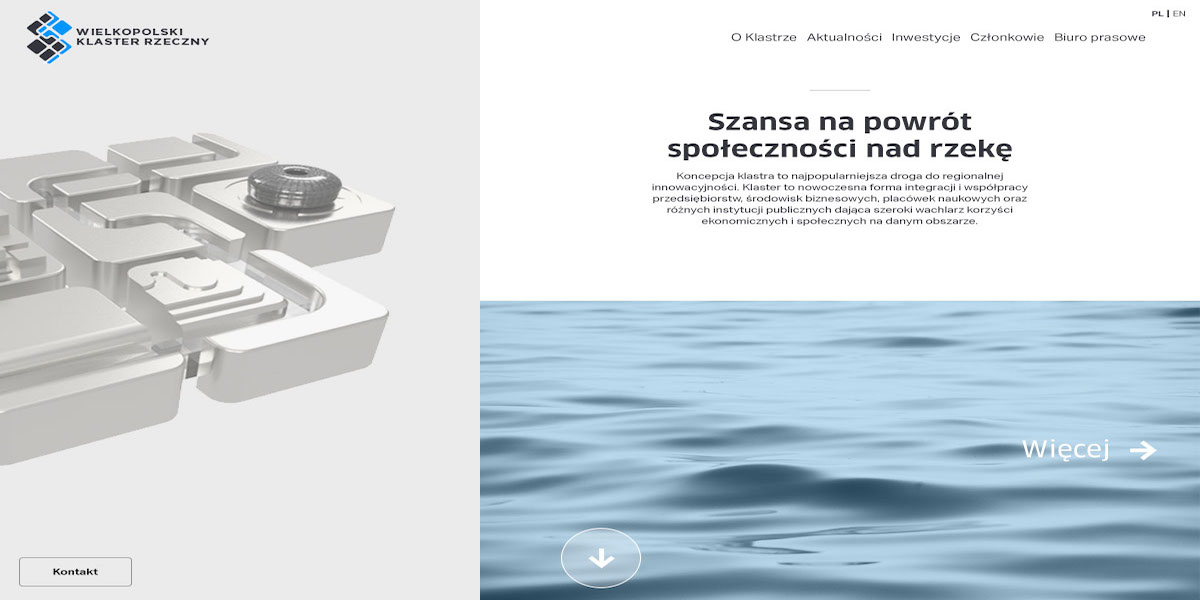 WIELKOPOLSKI
KLASTER RZECZNY
PL | EN
O Klastrze Aktualności Inwestycje Członkowie Biuro prasowe
Szansa na powrót
społeczności nad rzekę
Koncepcja klastra to najpopularniejsza droga do regionalnej
innowacyjności. Klaster to nowoczesna forma integracji i współpracy
przedsiębiorstw, środowisk biznesowych, placówek naukowych oraz
różnych instytucji publicznych dająca szeroki wachlarz korzyści
ekonomicznych i społecznych na danym obszarze.
Więcej
Kontakt